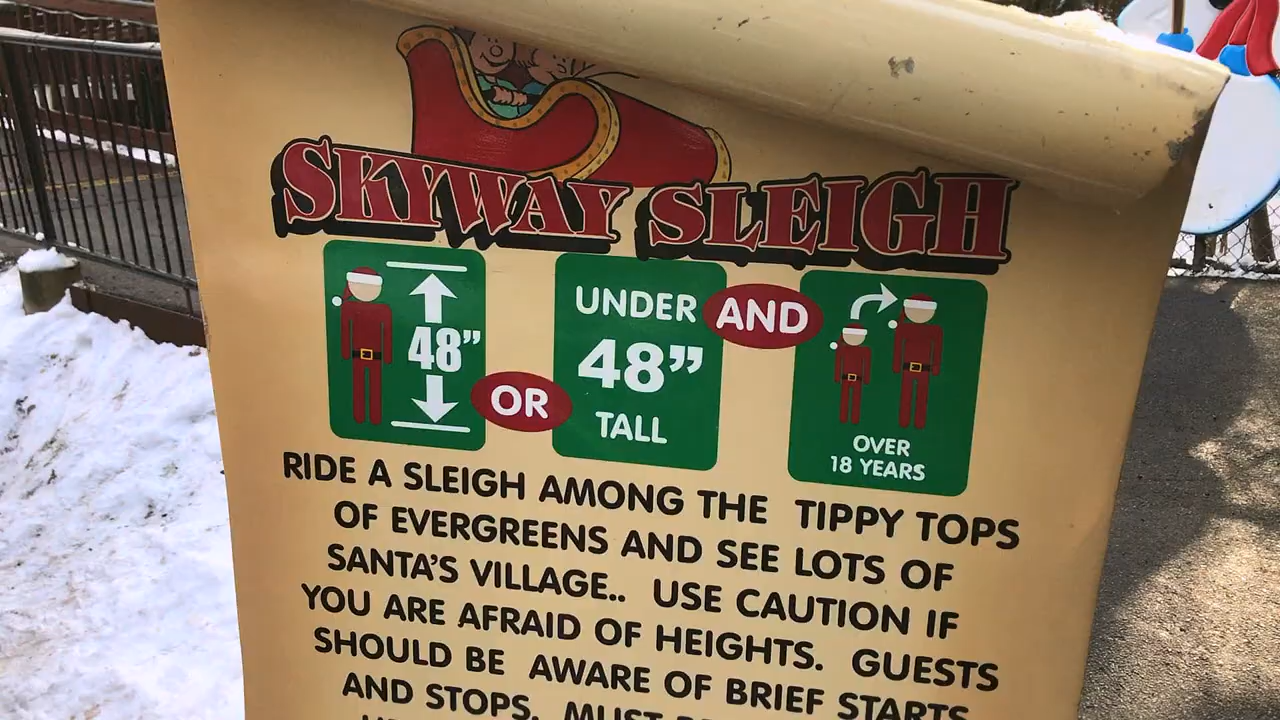 SKYWAY SLEIGH
48”
OR
UNDER
48”
TALL
AND
OVER
18 YEARS
RIDE A SLEIGH AMONG THE TIPPY TOPS
OF EVERGREENS AND SEE LOTS OF
SANTA'S VILLAGE.. USE CAUTION IF
YOU ARE AFRAID OF HEIGHTS. GUESTS
SHOULD BE AWARE OF BRIEF STARTS
AND STOPS. MUST